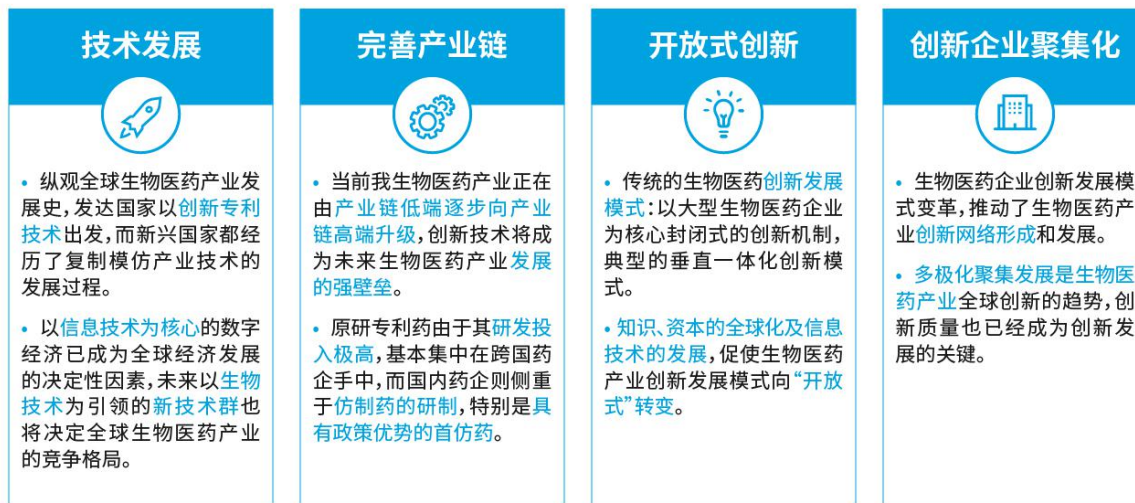 技术发展
• 纵观全球生物医药产业发
展史，发达国家以创新专利
技术出发，而新兴国家都经
历了复制模仿产业技术的
发展过程。
• 以信息技术为核心的数字
经济已成为全球经济发展
的决定性因素，未来以生物
技术为引领的新技术群也
将决定全球生物医药产业
的竞争格局。
完善产业链
• 当前我生物医药产业正在
由产业链低端逐步向产业
链高端升级，创新技术将成
为未来生物医药产业发展
的强壁垒。
• 原研专利药由于其研发投
入极高，基本集中在跨国药
企手中，而国内药企则侧重
于仿制药的研制，特别是具
有政策优势的首仿药。
开放式创新
• 传统的生物医药创新发展
模式：以大型生物医药企业
为核心封闭式的创新机制，
典型的垂直一体化创新模
式。
• 知识、资本的全球化及信息
技术的发展，促使生物医药
产业创新发展模式向“开放
式”转变。
创新企业聚集化
• 生物医药企业创新发展模
式变革，推动了生物医药产
业创新网络形成和发展。
• 多极化聚集发展是生物医
药产业全球创新的趋势，创
新质量也已经成为创新发
展的关键。